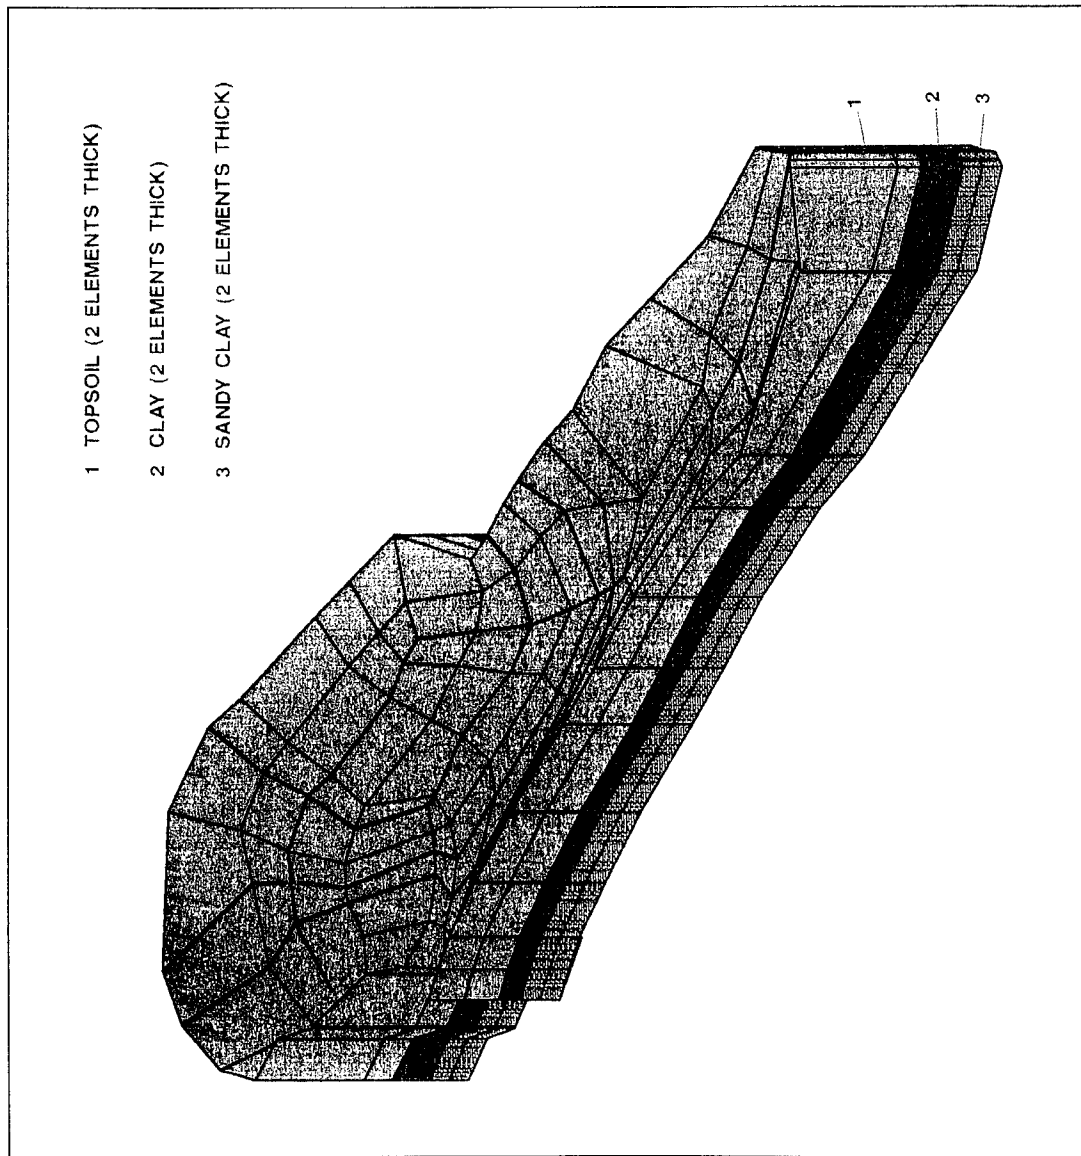 1 TOPSOIL (2 ELEMENTS THICK)
2 CLAY (2 ELEMENTS THICK)
3 SANDY CLAY (2 ELEMENTS THICK)
1
2
3